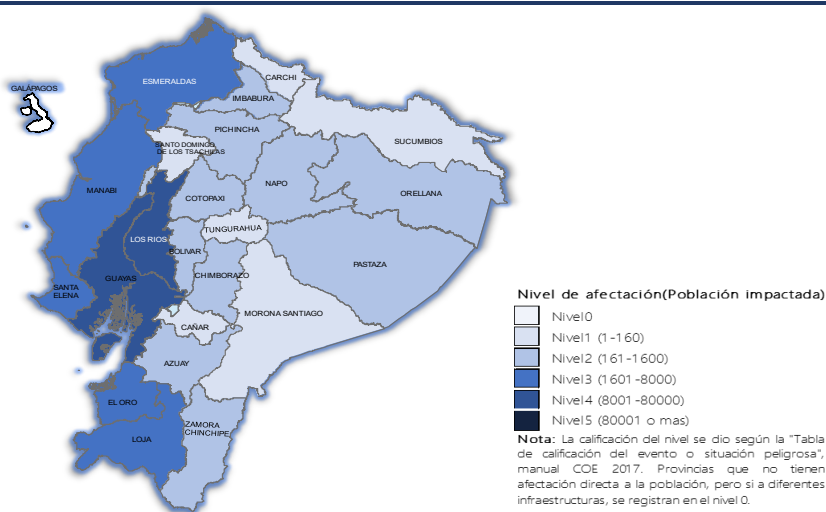 GALÁPAGOS
ESMERALDAS
CARCHI
IMBABURA
PICHINCHA
SUCUMBIOS
SANTO DOMINGO
DE LOS TSACHILAS
MANABI
COTOPAXI
NAPO
ORELLANA
LOS RIOS
TUNGURAHUA
BOLIVAR
PASTAZA
GUAYAS
CHIMBORAZO
SANTA
ELENA
MORONA SANTIAGO
CAÑAR
AZUAY
EL ORO
LOJA
ZAMORA
CHINCHIPE
Nivel de afectación(Población impactada)
Nivel0
Nivel1 (1-160)
Nivel2 (161-1600)
Nivel3 (1601-8000)
Nivel4 (8001-80000)
Nivel5 (80001 o mas)
Nota: La calificación del nivel se dio según la "Tabla
de calificación del evento o situación peligrosa",
manual COE 2017. Provincias que no tienen
afectación directa a la población, pero si a diferentes
infraestructuras, se registran en el nivel 0.